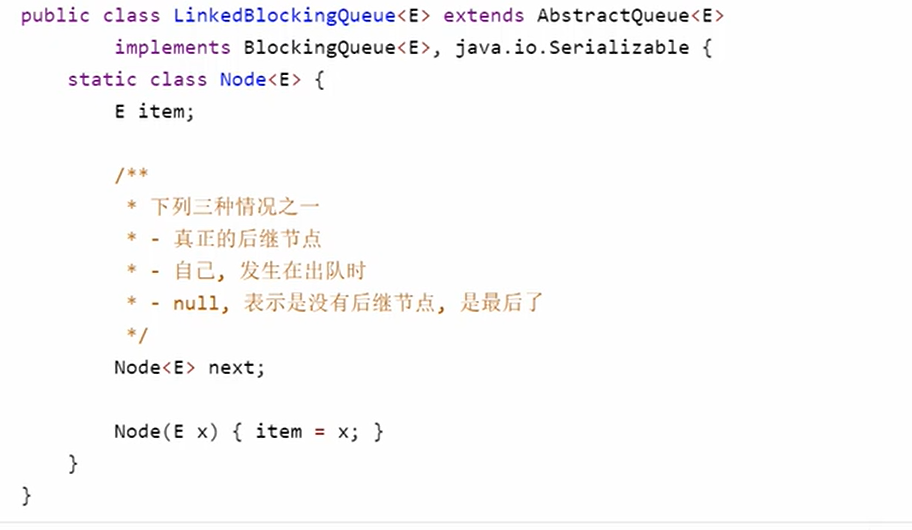 public class LinkedBlockingQueue<E> extends AbstractQueue<E>
        implements BlockingQueue<E>, java.io.Serializable {
    static class Node<E> {
        E item;

        /**
         * 下列三种情况之一
         * - 真正的后继节点
         * - 自己, 发生在出队时
         * - null, 表示是没有后继节点, 是最后了
         */
        Node<E> next;

        Node(E x) { item = x; }
    }
}